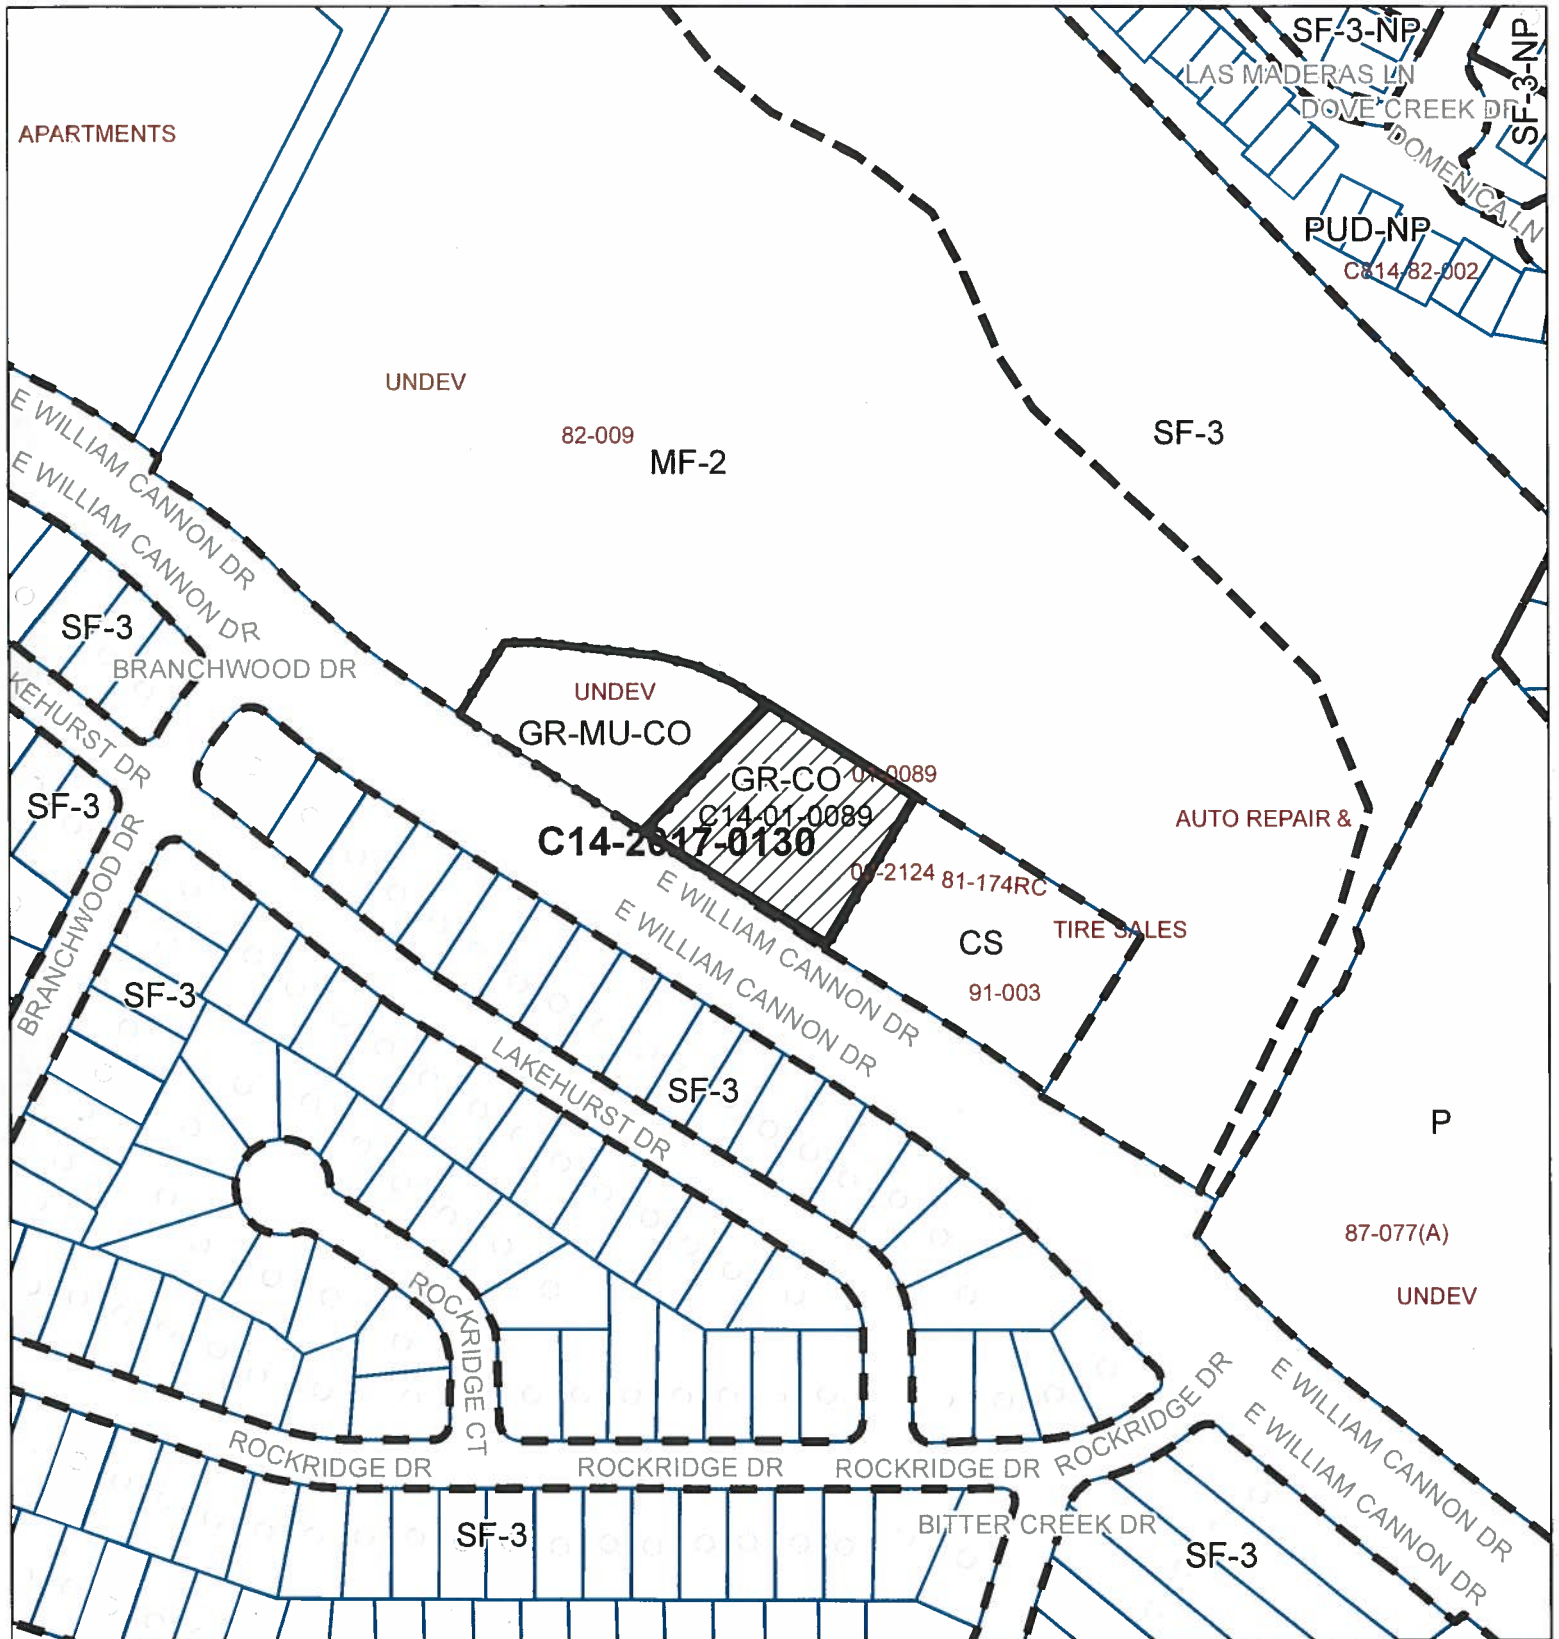 SF-3-NP
SF-3-NP
LAS MADERAS LN
DOVE CREEK DR
DOMENICA LN
APARTMENTS
PUD-NP
C814-82-002
UNDEV
82-009
MF-2
SF-3
E WILLIAM CANNON DR
E WILLIAM CANNON DR
SF-3
BRANCHWOOD DR
KEHURST DR
UNDEV
GR-MU-CO
GR-CO
01-0089
C14-01-0089
C14-2017-0130
SF-3
AUTO REPAIR &
81-174RC
TIRE SALES
CS
91-003
E WILLIAM CANNON DR
E WILLIAM CANNON DR
BRANCHWOOD DR
SF-3
LAKEHURST DR
SF-3
P
87-077(A)
UNDEV
ROCKRIDGE CT
ROCKRIDGE DR
ROCKRIDGE DR
ROCKRIDGE DR
ROCKRIDGE DR
E WILLIAM CANNON DR
E WILLIAM CANNON DR
BITTER CREEK DR
SF-3
SF-3